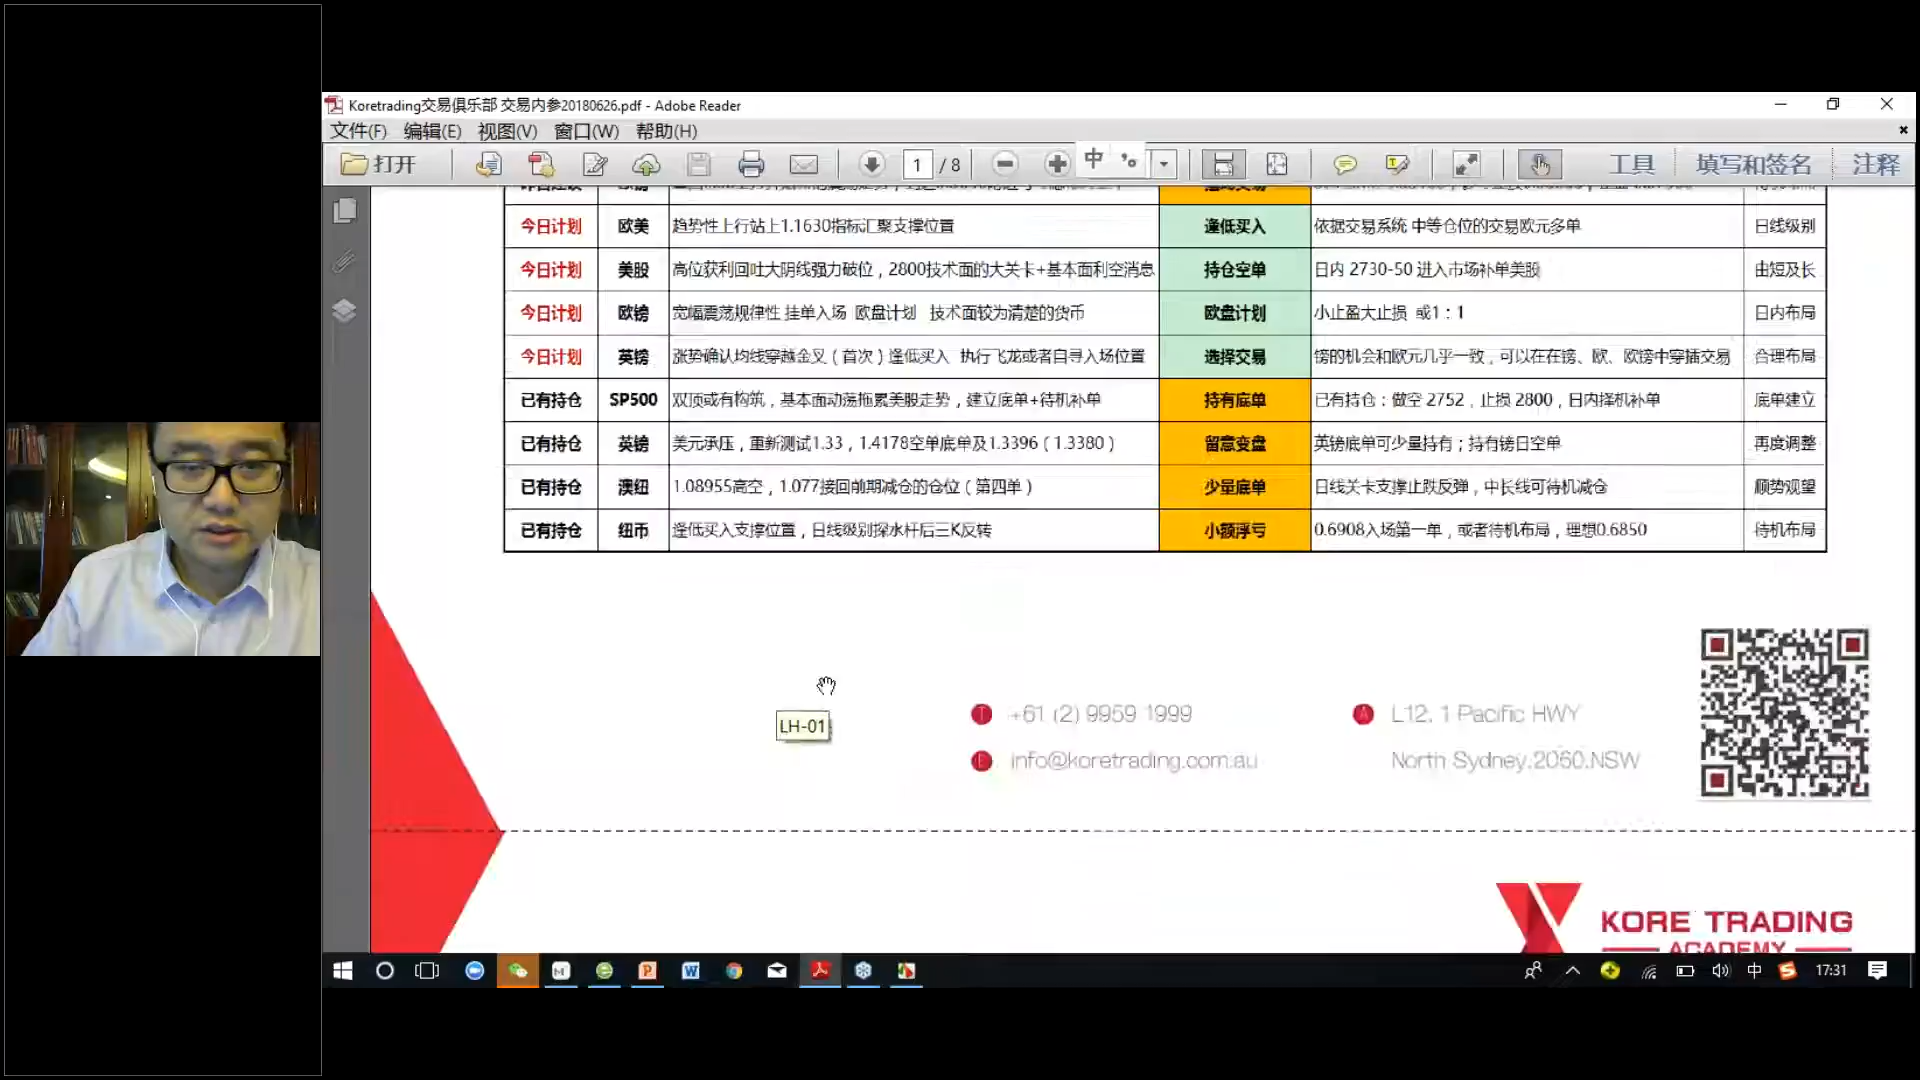 Koretrading交易俱乐部 交易内参20180626.pdf - Adobe Reader
文件(F) 编辑(E) 视图(V) 窗口(W) 帮助(H)
打开 1 / 8 中 工具 填写和签名 注释
今日计划 欧美 趋势性上行站上1.1630指标汇聚支撑位置 逢低买入 依据交易系统 中等仓位的交易欧元多单 日线级别
今日计划 美股 高位获利回吐大阴线强力破位，2800技术面的大关卡+基本面利空消息 持仓空单 日内 2730-50 进入市场补单美股 由短及长
今日计划 欧镑 宽幅震荡规律性 挂单入场 欧盘计划 技术面较为清楚的货币 欧盘计划 小止盈大止损 或1：1 日内布局
今日计划 英镑 涨势确认均线穿越金叉（首次）逢低买入 执行飞龙或者自寻入场位置 选择交易 镑的机会和欧元几乎一致，可以在在镑、欧、欧镑中穿插交易 合理布局
已有持仓 SP500 双顶或有构筑，基本面动荡拖累美股走势，建立底单+待机补单 持有底单 已有持仓：做空 2752，止损 2800，日内择机补单 底单建立
已有持仓 英镑 美元承压，重新测试1.33，1.4178空单底单及1.3396（1.3380） 留意变盘 英镑底单可少量持有；持有镑日空单 再度调整
已有持仓 澳纽 1.08955高空，1.077接回前期减仓的仓位（第四单） 少量底单 日线关卡支撑止跌反弹，中长线可待机减仓 顺势观望
已有持仓 纽币 逢低买入支撑位置，日线级别探水杆后三K反转 小额浮亏 0.6908入场第一单，或者待机布局，理想0.6850 待机布局
LH-01
T +61 (2) 9959 1999
A L12, 1 Pacific HWY
E info@koretrading.com.au
North Sydney.2060.NSW
KORE TRADING
ACADEMY
中 17:31